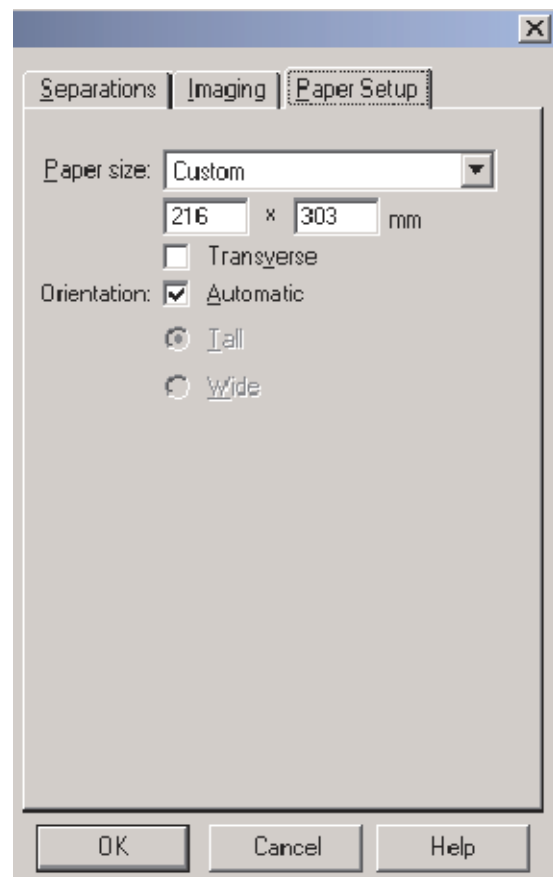 Separations Imaging Paper Setup
Paper size: Custom
216 x 303 mm
Transverse
Orientation: Automatic
Tall
Wide
OK Cancel Help